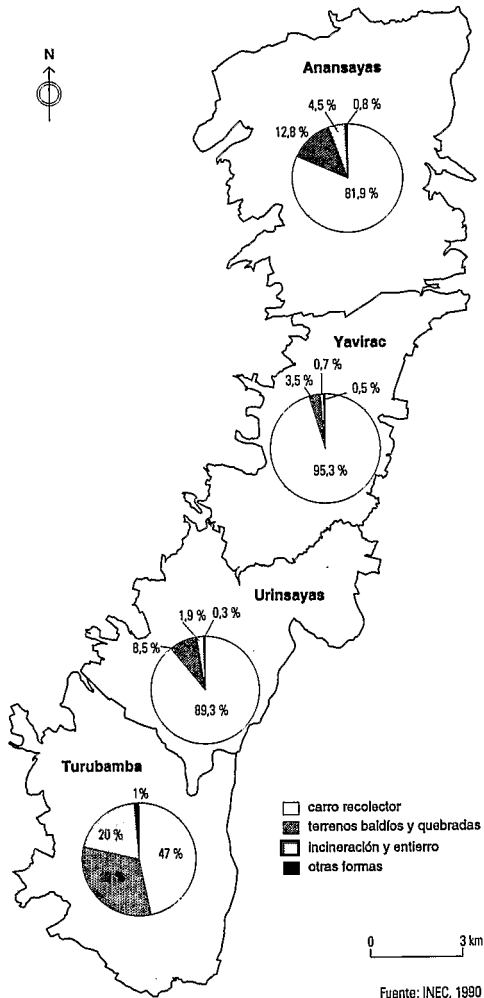 N
Anansayas
4,5 % 0,8 %
12,8 %
81,9 %
Yavirac
0,7 %
3,5 %
0,5 %
95,3 %
Urinsayas
1,9 % 0,3 %
8,5 %
89,3 %
Turubamba
1%
20 %
47 %
carro recolector
terrenos baldíos y quebradas
incineración y entierro
otras formas
0 3 km
Fuente: INEC, 1990